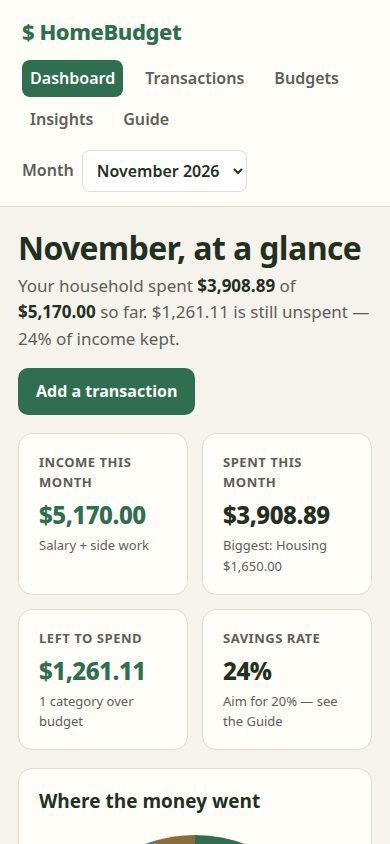 $ HomeBudget
Dashboard Transactions Budgets
Insights Guide
Month November 2026
November, at a glance
Your household spent $3,908.89 of
$5,170.00 so far. $1,261.11 is still unspent —
24% of income kept.
Add a transaction
INCOME THIS
MONTH
$5,170.00
Salary + side work
SPENT THIS
MONTH
$3,908.89
Biggest: Housing
$1,650.00
LEFT TO SPEND
$1,261.11
1 category over
budget
SAVINGS RATE
24%
Aim for 20% — see
the Guide
Where the money went